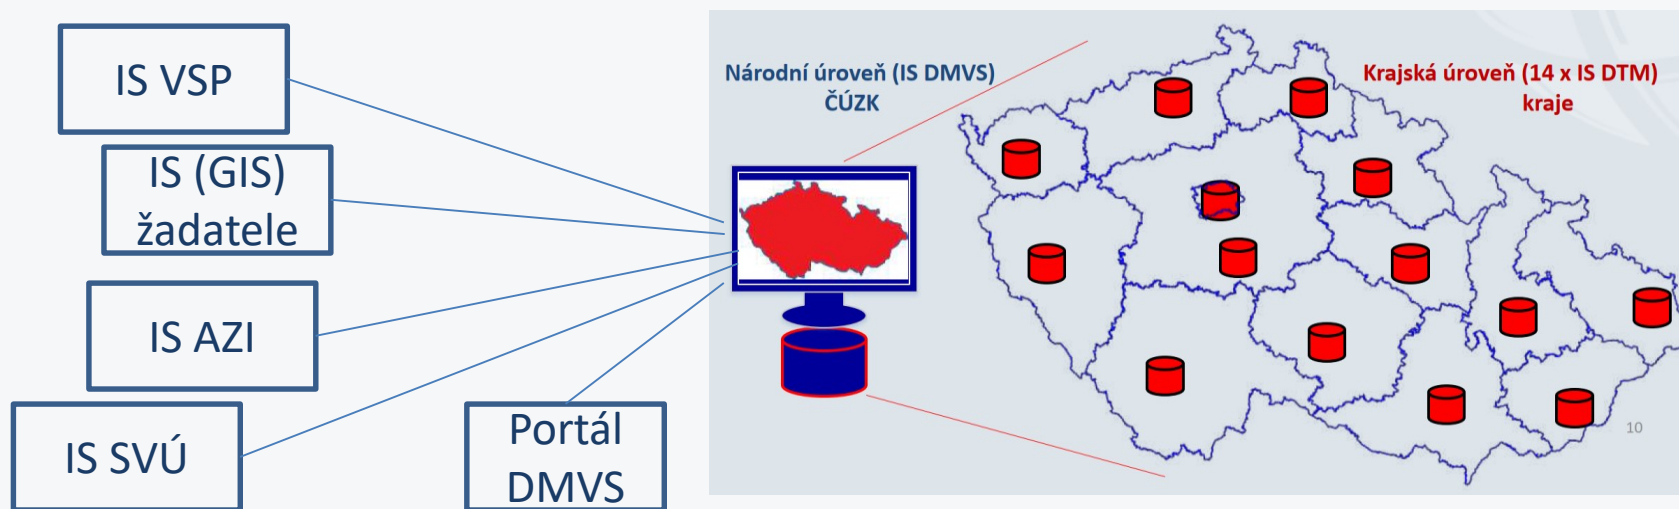 IS VSP
IS (GIS)
žadatele
IS AZI
IS SVÚ
Portál
DMVS
Národní úroveň (IS DMVS)
ČÚZK
Krajská úroveň (14 x IS DTM)
kraje
10